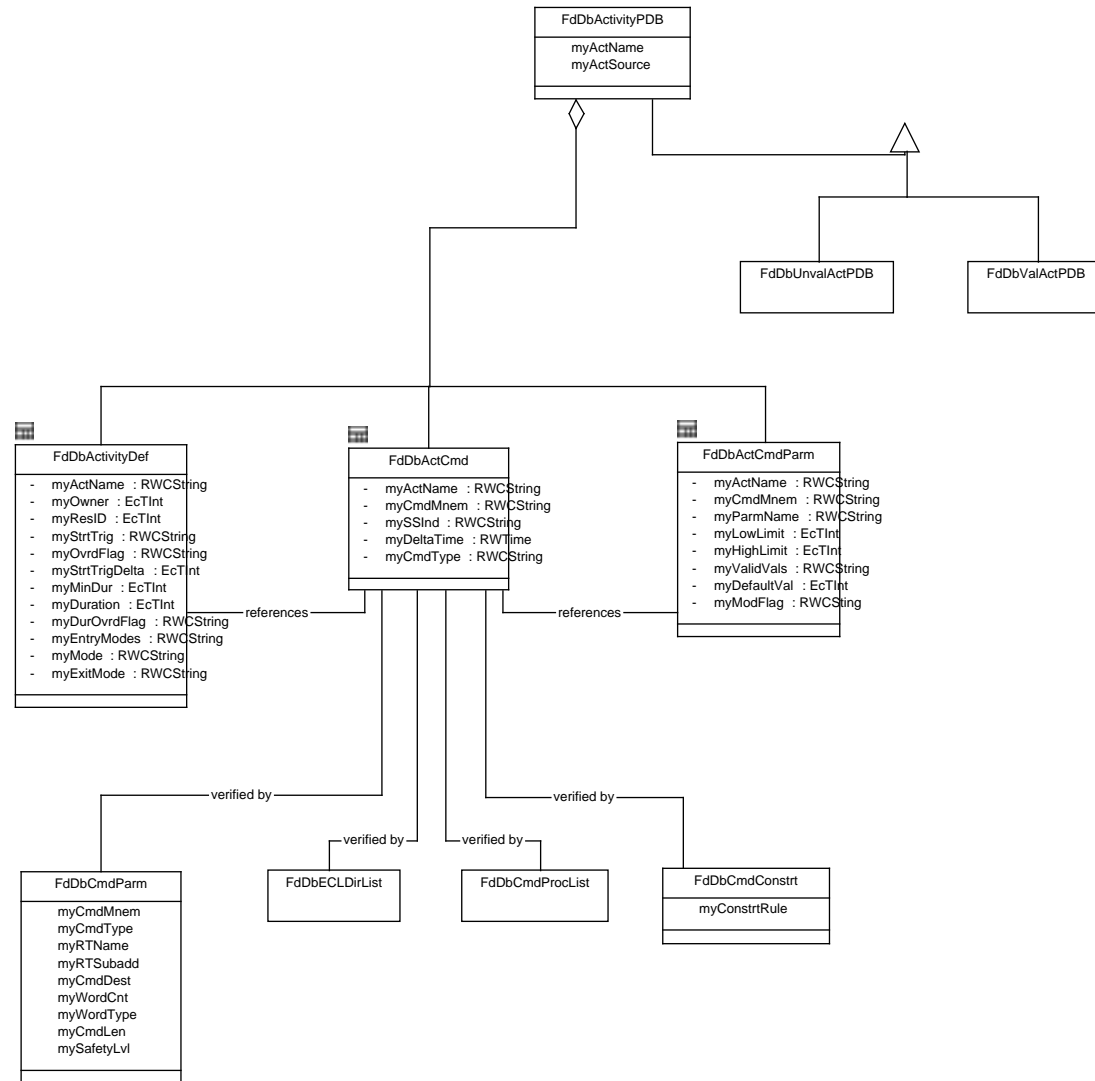 FdDbActivityPDB
myActName
myActSource
FdDbUnvalActPDB
FdDbValActPDB
FdDbActivityDef
- myActName : RWCString
- myOwner : EcTInt
- myResID : EcTInt
- myStrtTrig : RWCString
- myOvrdFlag : RWCString
- myStrtTrigDelta : EcTInt
- myMinDur : EcTInt
- myDuration : EcTInt
- myDurOvrdFlag : RWCString
- myEntryModes : RWCString
- myMode : RWCString
- myExitMode : RWCString
FdDbActCmd
- myActName : RWCString
- myCmdMnem : RWCString
- mySSInd : RWCString
- myDeltaTime : RWTime
- myCmdType : RWCString
FdDbActCmdParm
- myActName : RWCString
- myCmdMnem : RWCString
- myParmName : RWCString
- myLowLimit : EcTInt
- myHighLimit : EcTInt
- myValidVals : RWCString
- myDefaultVal : EcTInt
- myModFlag : RWCSting
references
references
verified by
verified by
verified by
verified by
FdDbCmdParm
myCmdMnem
myCmdType
myRTName
myRTSubadd
myCmdDest
myWordCnt
myWordType
myCmdLen
mySafetyLvl
FdDbECLDirList
FdDbCmdProcList
FdDbCmdConstrt
myConstrtRule